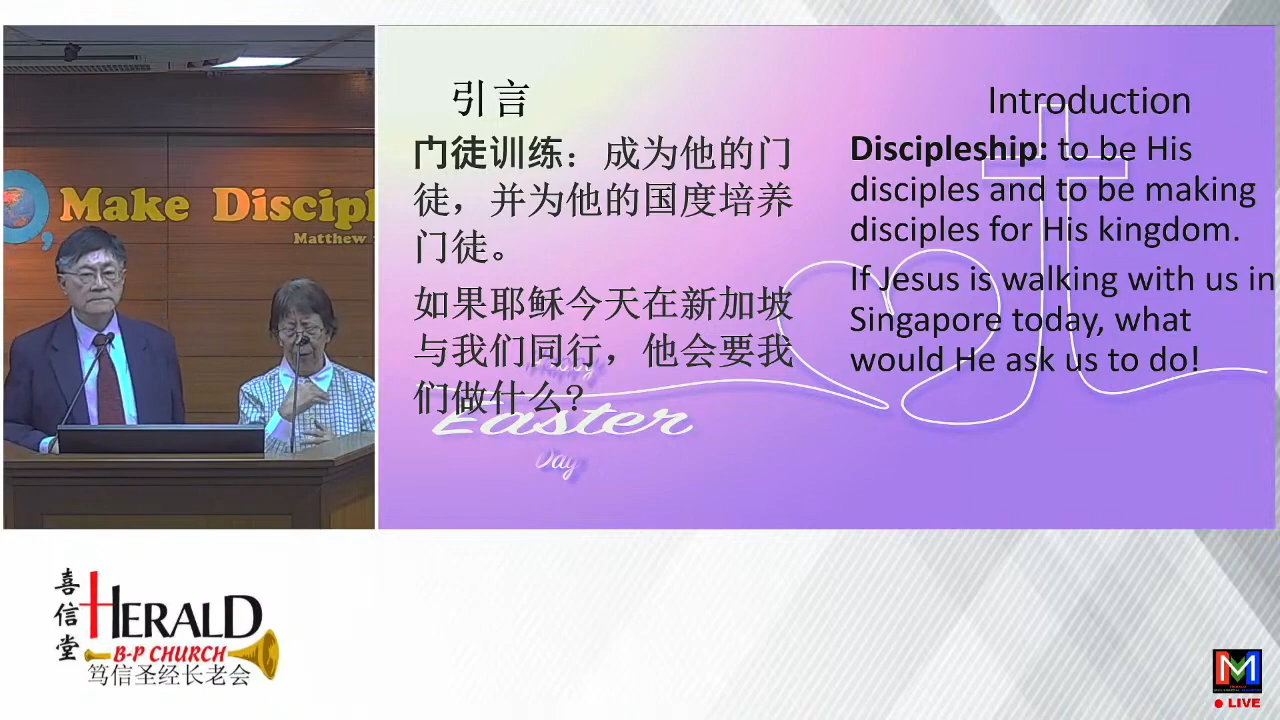 Make Discipl
Matthew
引言
门徒训练：成为他的门
徒，并为他的国度培养
门徒。
如果耶稣今天在新加坡
与我们同行，他会要我
们做什么?
Easter
Day
Introduction
Discipleship: to be His
disciples and to be making
disciples for His kingdom.
If Jesus is walking with us in
Singapore today, what
would He ask us to do!
喜信堂
HERALD
B-P CHURCH
笃信圣经长老会
LIVE